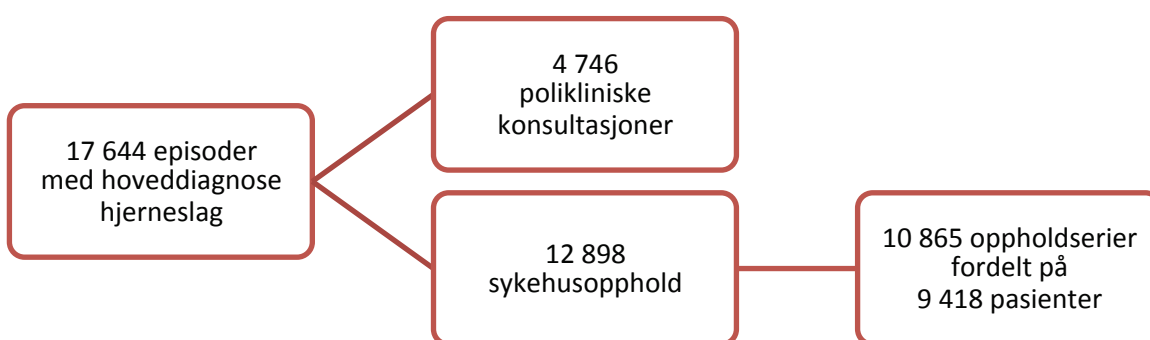 17 644 episoder
med hoveddiagnose
hjerneslag
4 746
polikliniske
konsultasjoner
12 898
sykehusopphold
10 865 oppholdserier
fordelt på
9 418 pasienter